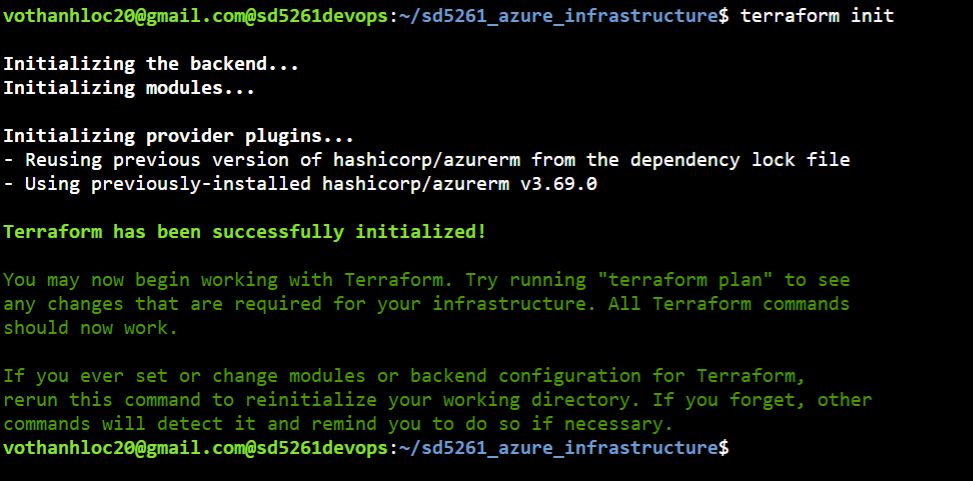 vothanhloc20@gmail.com@sd5261devops:~/sd5261_azure_infrastructure$ terraform init
Initializing the backend...
Initializing modules...
Initializing provider plugins...
- Reusing previous version of hashicorp/azurerm from the dependency lock file
- Using previously-installed hashicorp/azurerm v3.69.0
Terraform has been successfully initialized!
You may now begin working with Terraform. Try running "terraform plan" to see
any changes that are required for your infrastructure. All Terraform commands
should now work.
If you ever set or change modules or backend configuration for Terraform,
rerun this command to reinitialize your working directory. If you forget, other
commands will detect it and remind you to do so if necessary.
vothanhloc20@gmail.com@sd5261devops:~/sd5261_azure_infrastructure$